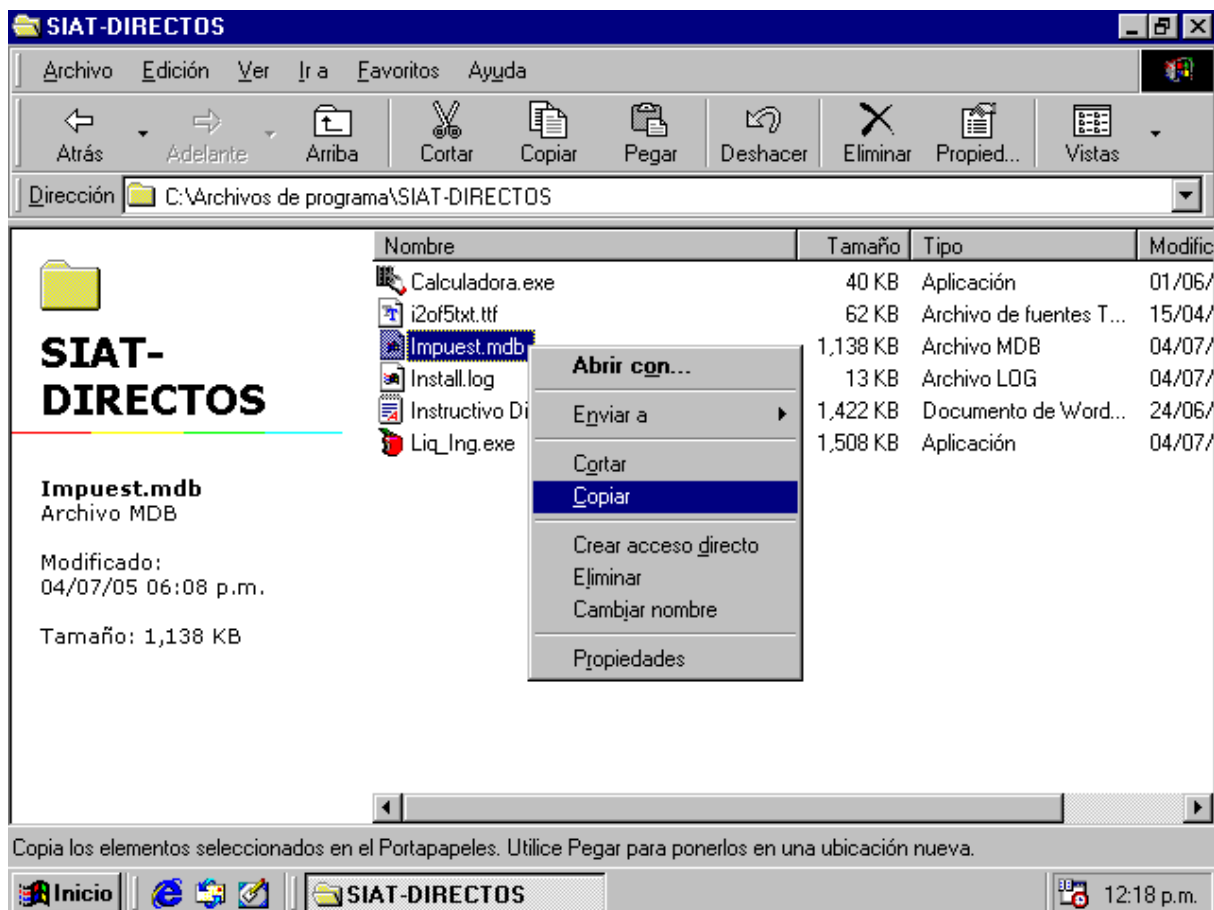 SIAT-DIRECTOS
Archivo Edición Ver Ir a Favoritos Ayuda
Atrás Adelante Arriba Cortar Copiar Pegar Deshacer Eliminar Propied... Vistas
Dirección C:\Archivos de programa\SIAT-DIRECTOS
Nombre Tamaño Tipo Modific
Calculadora.exe 40 KB Aplicación 01/06/
i2of5txt.ttf 62 KB Archivo de fuentes T... 15/04/
Impuest.mdb 1,138 KB Archivo MDB 04/07/
Install.log 13 KB Archivo LOG 04/07/
Instructivo Di 1,422 KB Documento de Word... 24/06/
Liq_Ing.exe 1,508 KB Aplicación 04/07/
SIAT-
DIRECTOS
Impuest.mdb
Archivo MDB
Modificado:
04/07/05 06:08 p.m.
Tamaño: 1,138 KB
Abrir con...
Enviar a
Cortar
Copiar
Crear acceso directo
Eliminar
Cambiar nombre
Propiedades
Copia los elementos seleccionados en el Portapapeles. Utilice Pegar para ponerlos en una ubicación nueva.
Inicio SIAT-DIRECTOS 12:18 p.m.